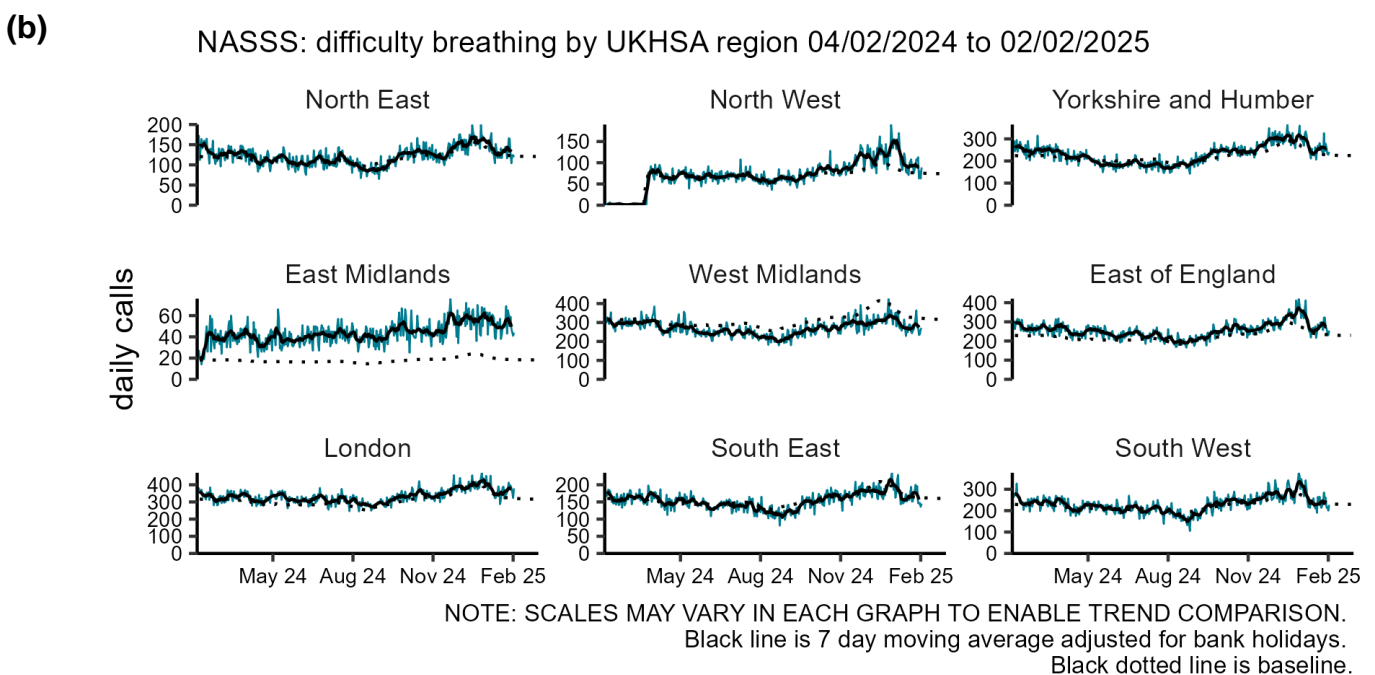 (b)
NASSS: difficulty breathing by UKHSA region 04/02/2024 to 02/02/2025
North East
North West
Yorkshire and Humber
200
150
100
50
0
150
100
50
0
300
200
100
0
daily calls
East Midlands
West Midlands
East of England
60
40
20
0
400
300
200
100
0
400
300
200
100
0
London
South East
South West
400
300
200
100
0
200
150
100
50
0
300
200
100
0
May 24 Aug 24 Nov 24 Feb 25
May 24 Aug 24 Nov 24 Feb 25
May 24 Aug 24 Nov 24 Feb 25
NOTE: SCALES MAY VARY IN EACH GRAPH TO ENABLE TREND COMPARISON.
Black line is 7 day moving average adjusted for bank holidays.
Black dotted line is baseline.